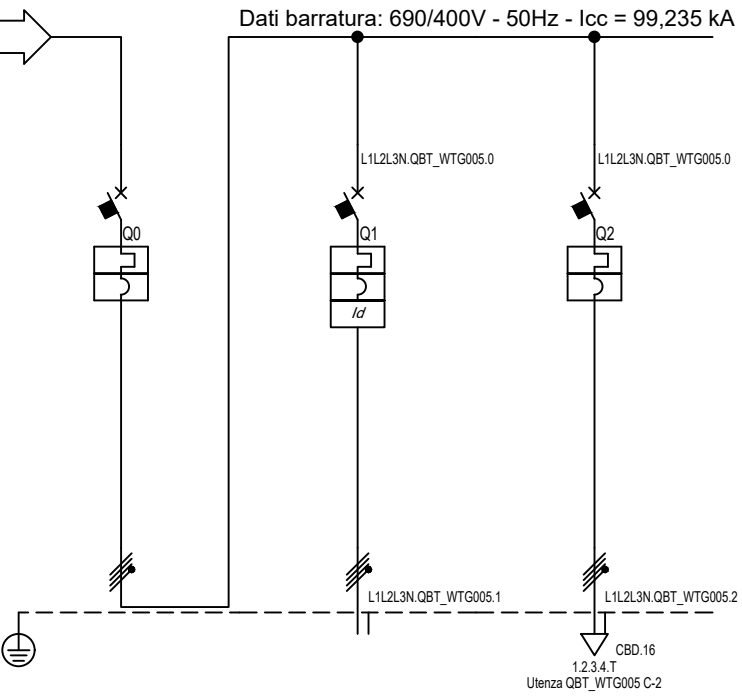 Dati barratura: 690/400V - 50Hz - Icc = 99,235 kA
L1L2L3N.QBT_WTG005.0
L1L2L3N.QBT_WTG005.0
Q0
Q1
Q2
Id
L1L2L3N.QBT_WTG005.1
L1L2L3N.QBT_WTG005.2
CBD.16
1.2.3.4.T
Utenza QBT_WTG005 C-2